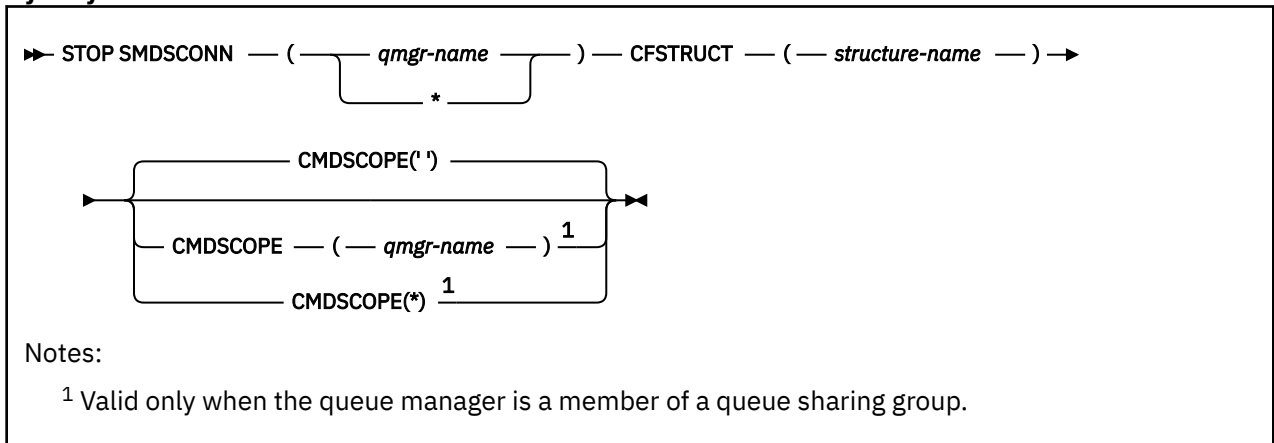 STOP SMDSCONN ( qmgr-name ) CFSTRUCT ( structure-name )
*
CMDSCOPE(' ')
CMDSCOPE ( qmgr-name ) 1
CMDSCOPE(*) 1
Notes:
1 Valid only when the queue manager is a member of a queue sharing group.